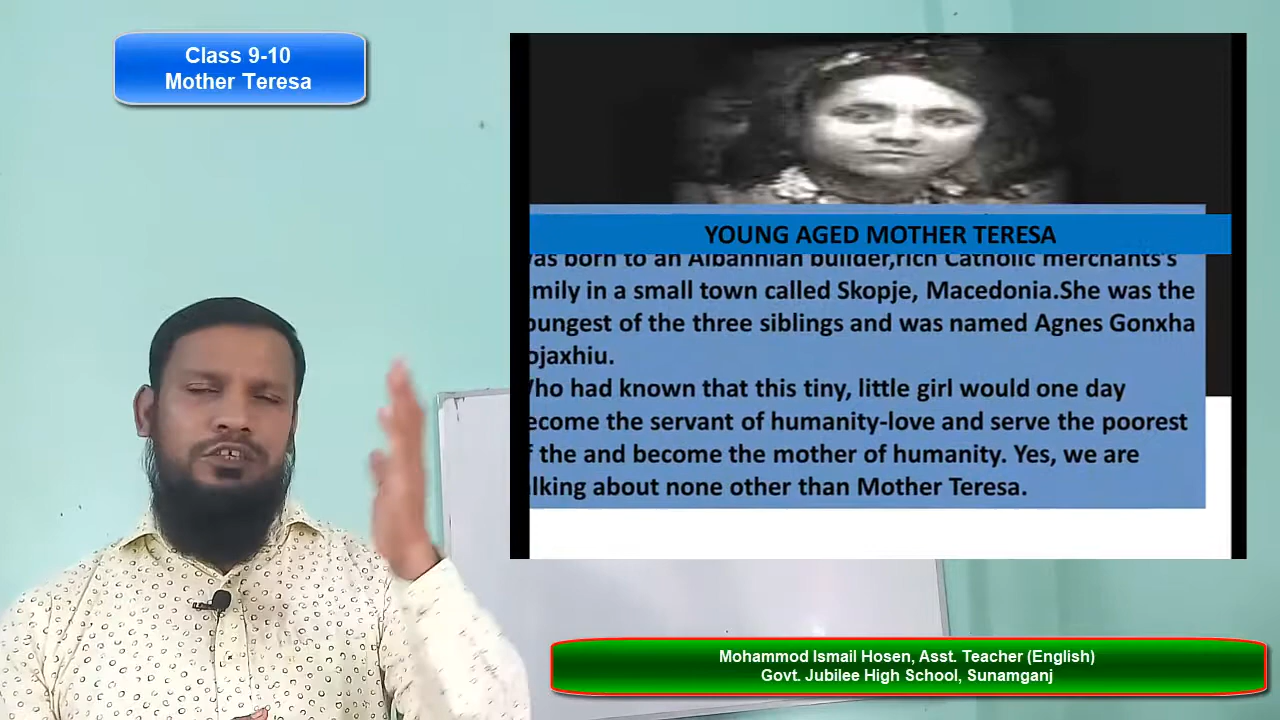 Class 9-10
Mother Teresa
YOUNG AGED MOTHER TERESA
was born to an Albannian builder,rich Catholic merchants's
mily in a small town called Skopje, Macedonia.She was the
oungest of the three siblings and was named Agnes Gonxha
ojaxhiu.
ho had known that this tiny, little girl would one day
ecome the servant of humanity-love and serve the poorest
f the and become the mother of humanity. Yes, we are
lking about none other than Mother Teresa.
Mohammod Ismail Hosen, Asst. Teacher (English)
Govt. Jubilee High School, Sunamganj